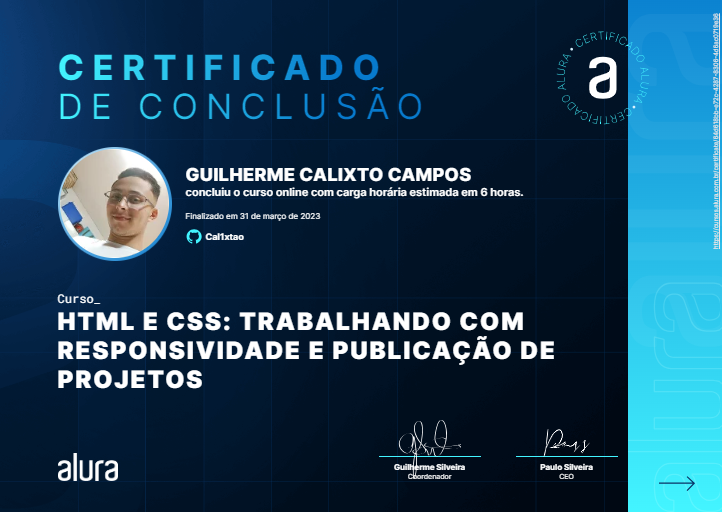 CERTIFICADO
DE CONCLUSÃO
CERTIFICADO ALURA • CERTIFICADO ALURA •
a
GUILHERME CALIXTO CAMPOS
concluiu o curso online com carga horária estimada em 6 horas.
Finalizado em 31 de março de 2023
Cal1xtao
Curso_
HTML E CSS: TRABALHANDO COM
RESPONSIVIDADE E PUBLICAÇÃO DE
PROJETOS
alura
Guilherme Silveira
Coordenador
Paulo Silveira
CEO
alura